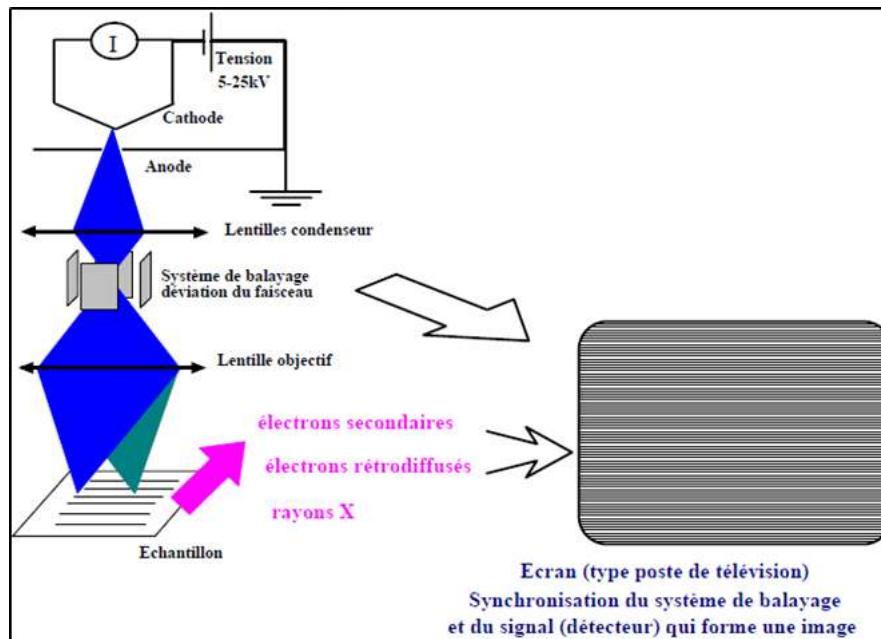 I
Tension
5-25kV
Cathode
Anode
Lentilles condenseur
Système de balayage
déviation du faisceau
Lentille objectif
électrons secondaires
électrons rétrodiffusés
rayons X
Echantillon
Ecran (type poste de télévision)
Synchronisation du système de balayage
et du signal (détecteur) qui forme une image